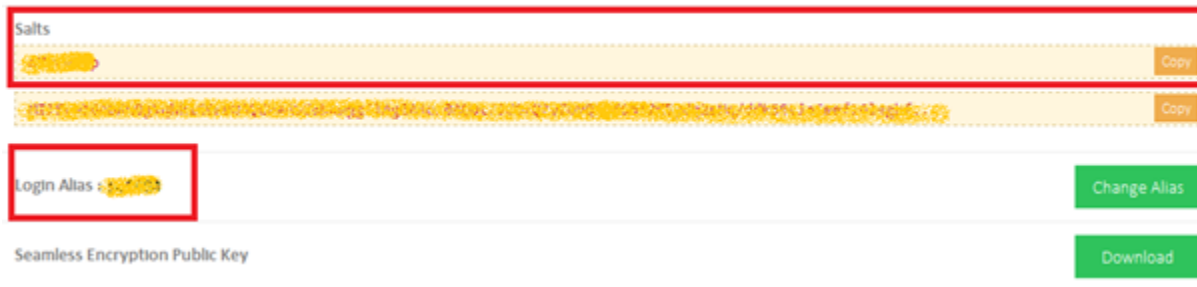 Salts
Copy
Copy
Login Alias :
Change Alias
Seamless Encryption Public Key
Download